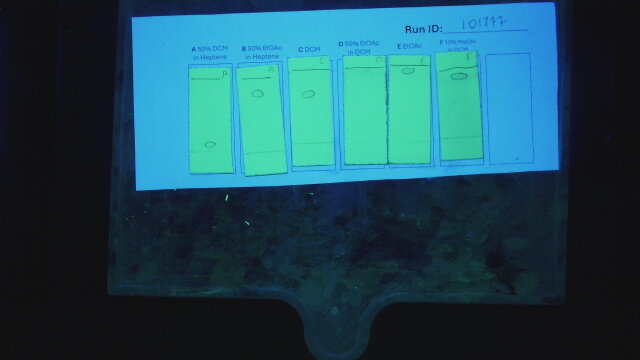 Run ID: 101777
A 50% DCM in Heptane
B 50% EtOAc in Heptane
C DCM
D 50% EtOAc in DCM
E EtOAc
F 10% MeOH in DCM
A
B
C
D
E
F